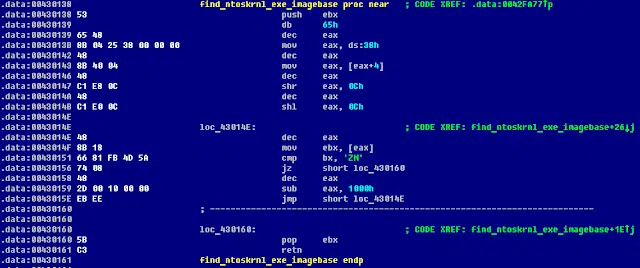 .data:00430138 find_ntoskrnl_exe_imagebase proc near ; CODE XREF: .data:0042FA77↑p
.data:00430138 53 push ebx
.data:00430139 db 65h
.data:00430139 65 48 dec eax
.data:0043013B 8B 04 25 38 00 00 00 mov eax, ds:38h
.data:00430142 48 dec eax
.data:00430143 8B 40 04 mov eax, [eax+4]
.data:00430146 48 dec eax
.data:00430147 C1 E8 0C shr eax, 0Ch
.data:0043014A 48 dec eax
.data:0043014B C1 E0 0C shl eax, 0Ch
.data:0043014E
.data:0043014E loc_43014E: ; CODE XREF: find_ntoskrnl_exe_imagebase+26↓j
.data:0043014E 48 dec eax
.data:0043014F 8B 18 mov ebx, [eax]
.data:00430151 66 81 FB 4D 5A cmp bx, 'ZM'
.data:00430156 74 08 jz short loc_430160
.data:00430158 48 dec eax
.data:00430159 2D 00 10 00 00 sub eax, 1000h
.data:0043015E EB EE jmp short loc_43014E
.data:00430160 ; ---------------------------------------------------------------------------
.data:00430160
.data:00430160 loc_430160: ; CODE XREF: find_ntoskrnl_exe_imagebase+1E↑j
.data:00430160 5B pop ebx
.data:00430161 C3 retn
.data:00430161 find_ntoskrnl_exe_imagebase endp